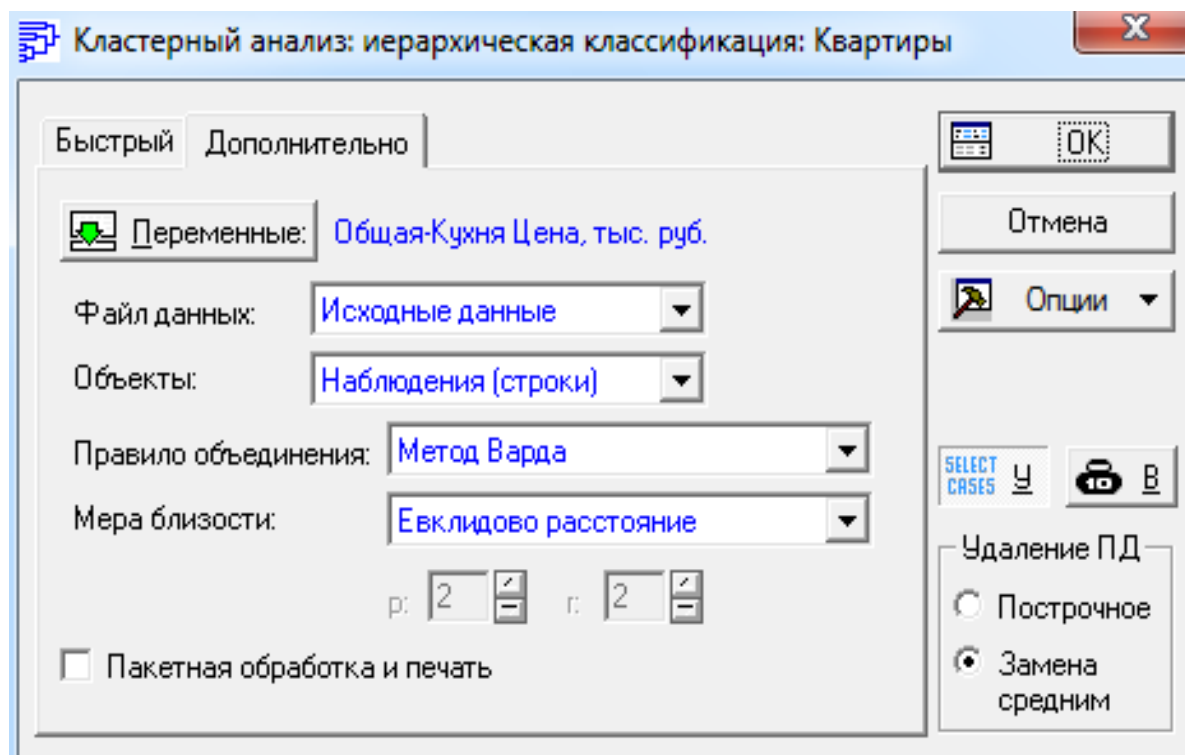 Кластерный анализ: иерархическая классификация: Квартиры
X
Быстрый
Дополнительно
Переменные:
Общая-Кухня Цена, тыс. руб.
Файл данных:
Исходные данные
Объекты:
Наблюдения (строки)
Правило объединения:
Метод Варда
Мера близости:
Евклидово расстояние
p: 2
r: 2
Пакетная обработка и печать
OK
Отмена
Опции
SELECT
CASES У
10 В
Удаление ПД
Построчное
Замена
средним